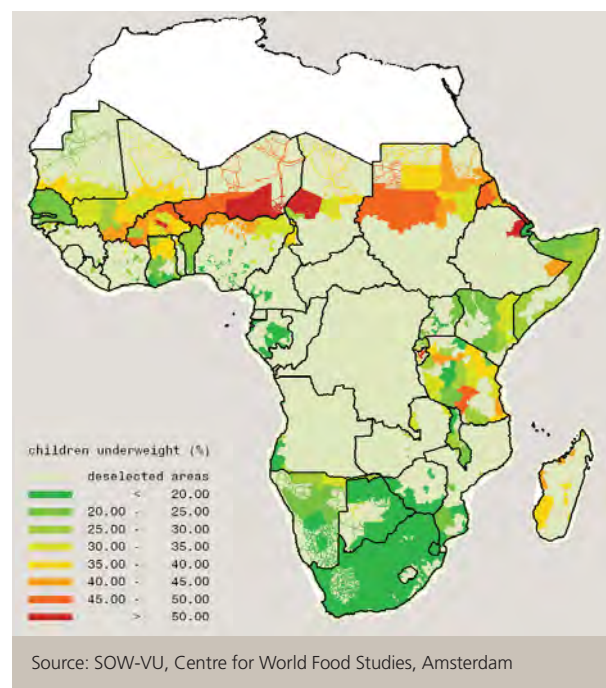 children underweight (%)
deselected areas
< 20.00
20.00 - 25.00
25.00 - 30.00
30.00 - 35.00
35.00 - 40.00
40.00 - 45.00
45.00 - 50.00
> 50.00
Source: SOW-VU, Centre for World Food Studies, Amsterdam